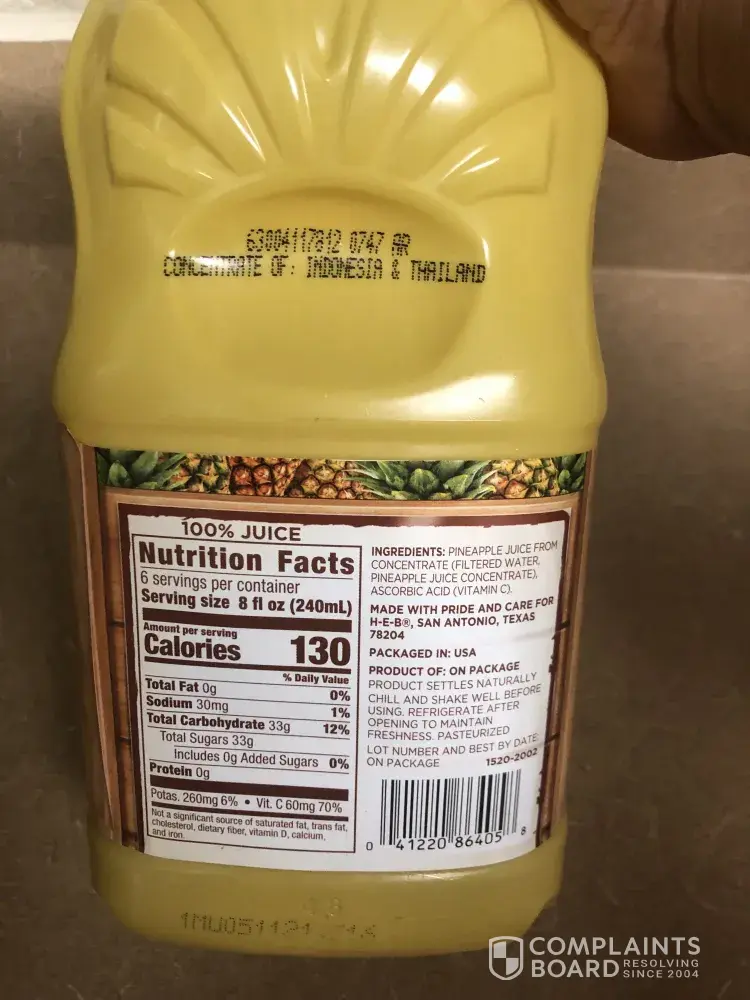 63004117812 0747 AR
CONCENTRATE OF: INDONESIA & THAILAND
100% JUICE
Nutrition Facts
6 servings per container
Serving size 8 fl oz (240mL)
Amount per serving
Calories 130
% Daily Value
Total Fat 0g 0%
Sodium 30mg 1%
Total Carbohydrate 33g 12%
Total Sugars 33g
Includes 0g Added Sugars 0%
Protein 0g
Potas. 260mg 6% • Vit. C 60mg 70%
Not a significant source of saturated fat, trans fat,
cholesterol, dietary fiber, vitamin D, calcium,
and iron.
INGREDIENTS: PINEAPPLE JUICE FROM
CONCENTRATE (FILTERED WATER,
PINEAPPLE JUICE CONCENTRATE),
ASCORBIC ACID (VITAMIN C).
MADE WITH PRIDE AND CARE FOR
H-E-B®, SAN ANTONIO, TEXAS
78204
PACKAGED IN: USA
PRODUCT OF: ON PACKAGE
PRODUCT SETTLES NATURALLY
CHILL AND SHAKE WELL BEFORE
USING. REFRIGERATE AFTER
OPENING TO MAINTAIN
FRESHNESS. PASTEURIZED
LOT NUMBER AND BEST BY DATE:
ON PACKAGE 1520-2002
0 41220 86405 8
COMPLAINTS
BOARD RESOLVING
SINCE 2004